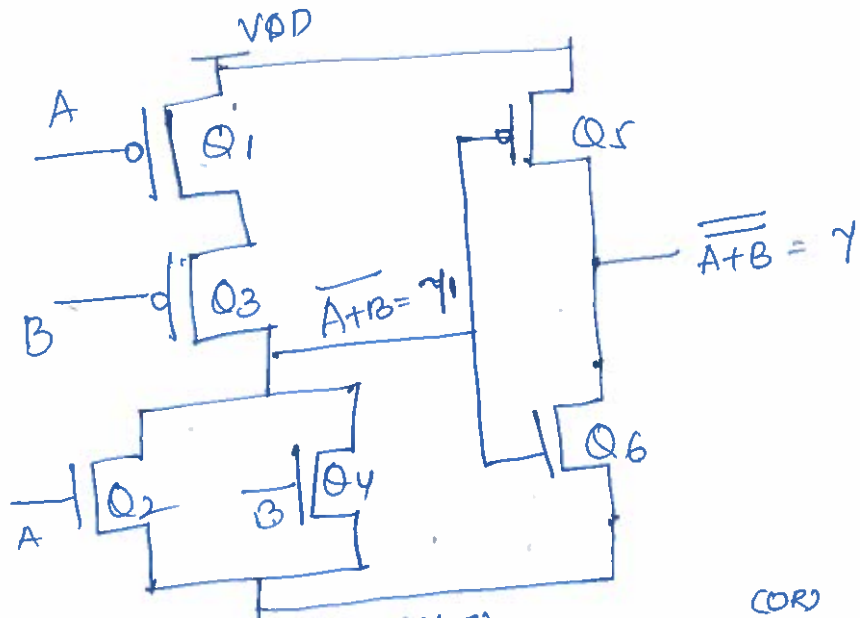 VDD
A
Q1
Q5
B
Q3
A̅+̅B̅ = Y1
A̿+̿B̿ = Y
A
Q2
B
Q4
Q6
(OR)